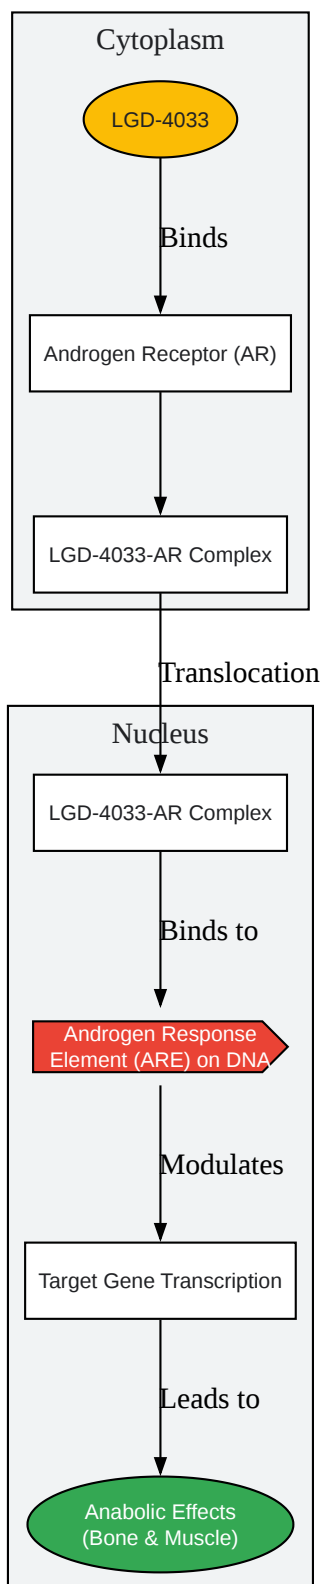 Cytoplasm
LGD-4033
Binds
Androgen Receptor (AR)
LGD-4033-AR Complex
Translocation
Nucleus
LGD-4033-AR Complex
Binds to
Androgen Response
Element (ARE) on DNA
Modulates
Target Gene Transcription
Leads to
Anabolic Effects
(Bone & Muscle)